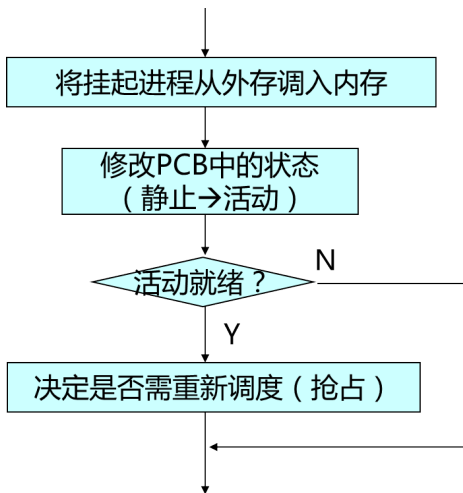 将挂起进程从外存调入内存
修改PCB中的状态
（静止→活动）
活动就绪？
N
Y
决定是否需重新调度（抢占）